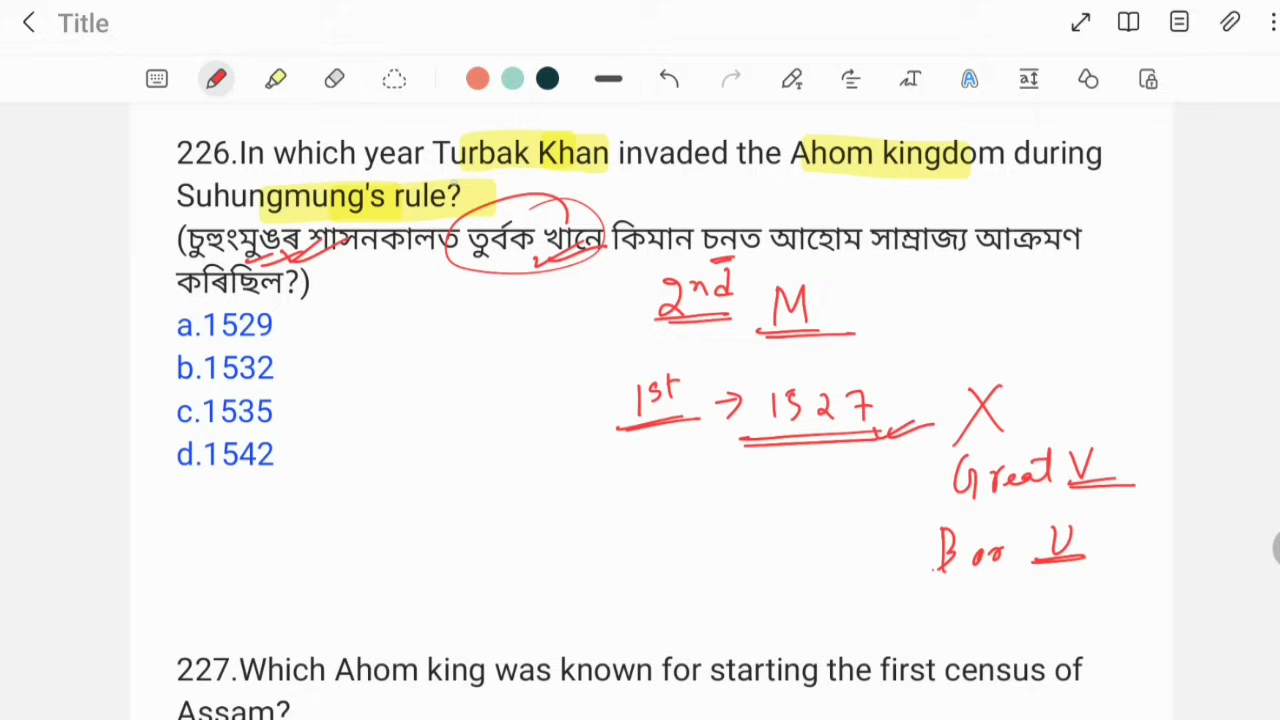 Title
226.In which year Turbak Khan invaded the Ahom kingdom during
Suhungmung's rule?
(চুহুংমুঙৰ শাসনকালত তুৰ্বক খানে কিমান চনত আহোম সাম্ৰাজ্য আক্ৰমণ
কৰিছিল?)
2nd M
a.1529
b.1532
1st → 1527 X
c.1535
d.1542
Great V
Bor V
227.Which Ahom king was known for starting the first census of
Assam?